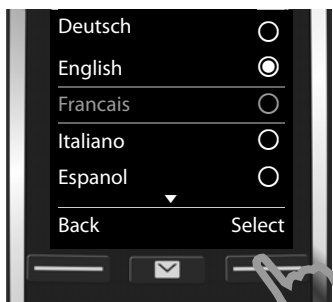 Deutsch
English
Francais
Italiano
Espanol
Back Select